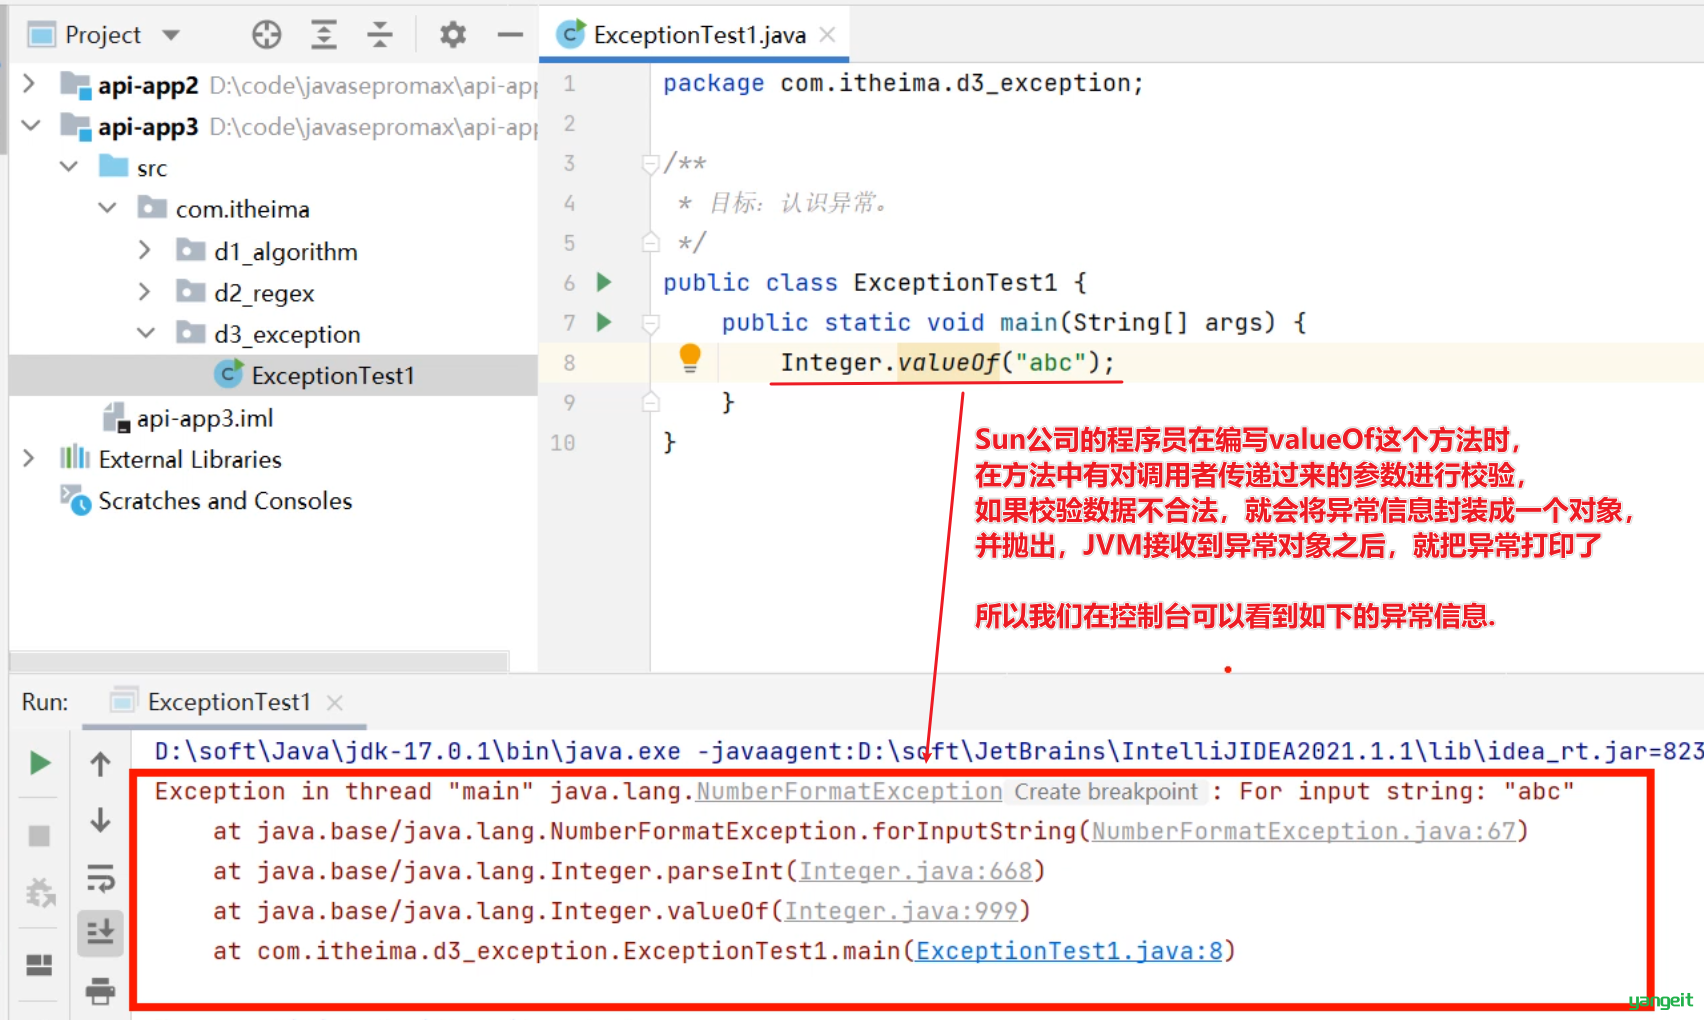 Project
ExceptionTest1.java
api-app2 D:\code\javasepromax\api-app
api-app3 D:\code\javasepromax\api-app
src
com.itheima
d1_algorithm
d2_regex
d3_exception
ExceptionTest1
api-app3.iml
External Libraries
Scratches and Consoles
1 package com.itheima.d3_exception;
2
3 /**
4 * 目标：认识异常。
5 */
6 public class ExceptionTest1 {
7 public static void main(String[] args) {
8 Integer.valueOf("abc");
9 }
10 }
Sun公司的程序员在编写valueOf这个方法时，
在方法中有对调用者传递过来的参数进行校验，
如果校验数据不合法，就会将异常信息封装成一个对象，
并抛出，JVM接收到异常对象之后，就把异常打印了
所以我们在控制台可以看到如下的异常信息.
Run: ExceptionTest1
D:\soft\Java\jdk-17.0.1\bin\java.exe -javaagent:D:\soft\JetBrains\IntelliJIDEA2021.1.1\lib\idea_rt.jar=823
Exception in thread "main" java.lang.NumberFormatException Create breakpoint : For input string: "abc"
at java.base/java.lang.NumberFormatException.forInputString(NumberFormatException.java:67)
at java.base/java.lang.Integer.parseInt(Integer.java:668)
at java.base/java.lang.Integer.valueOf(Integer.java:999)
at com.itheima.d3_exception.ExceptionTest1.main(ExceptionTest1.java:8)
yangeit